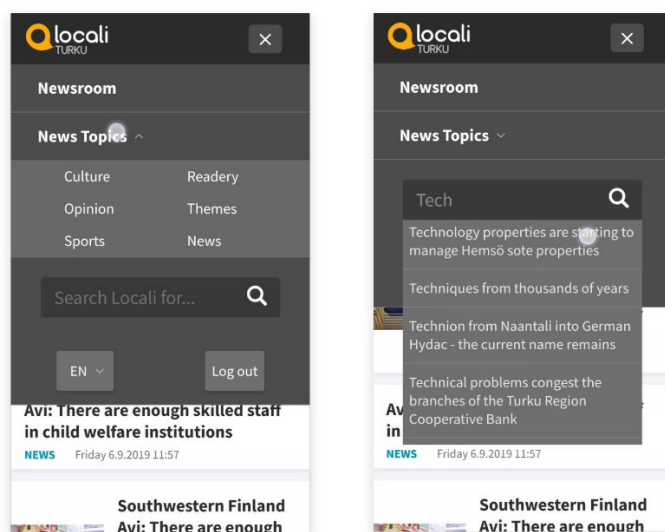 locali
TURKU
Newsroom
News Topics
Culture Readery
Opinion Themes
Sports News
Search Locali for...
EN Log out
Avi: There are enough skilled staff
in child welfare institutions
NEWS Friday 6.9.2019 11:57
Southwestern Finland
Avi: There are enough
locali
TURKU
Newsroom
News Topics
Tech
Technology properties are starting to
manage Hemsö sote properties
Techniques from thousands of years
Technion from Naantali into German
Hydac - the current name remains
Technical problems congest the
branches of the Turku Region
Cooperative Bank
Av
in
NEWS Friday 6.9.2019 11:57
Southwestern Finland
Avi: There are enough